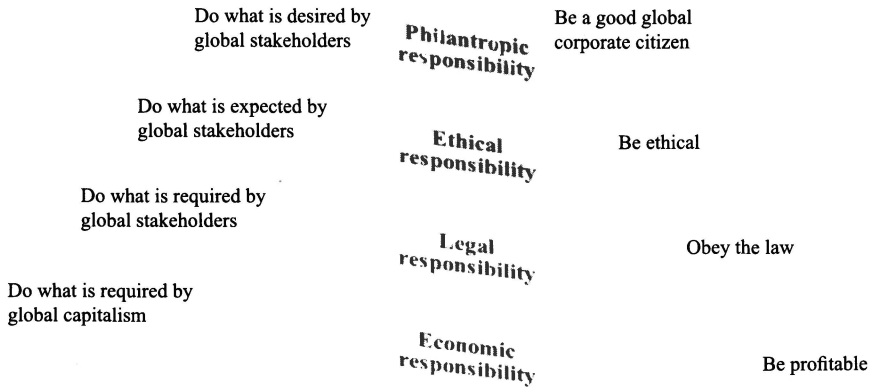 Do what is desired by
global stakeholders
Philantropic
responsibility
Be a good global
corporate citizen
Do what is expected by
global stakeholders
Ethical
responsibility
Be ethical
Do what is required by
global stakeholders
Legal
responsibility
Obey the law
Do what is required by
global capitalism
Economic
responsibility
Be profitable